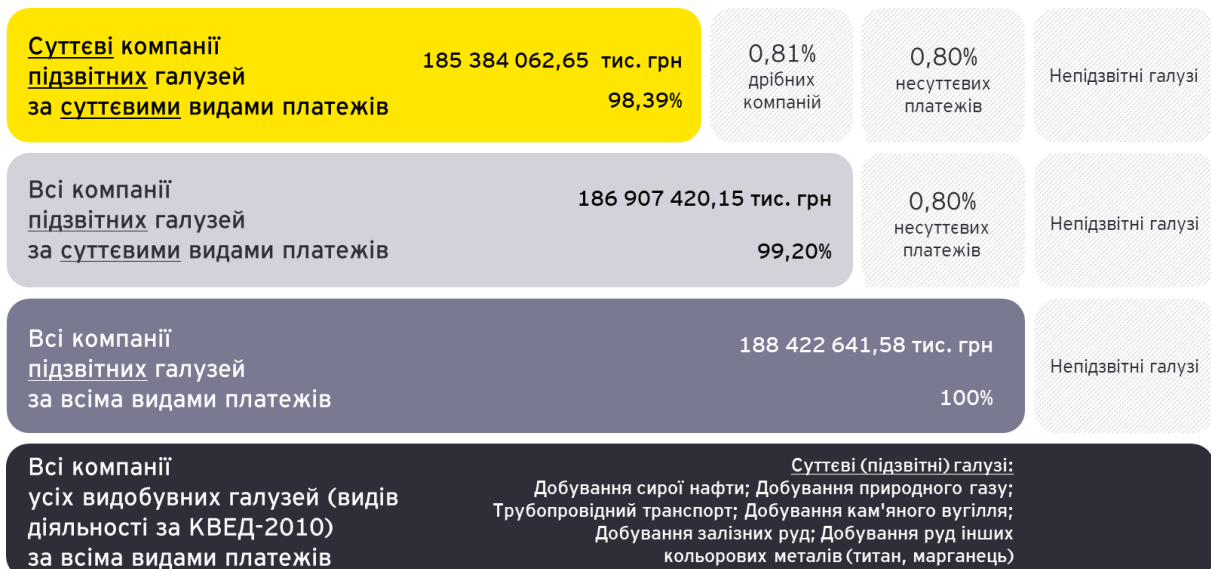 Суттєві компанії
підзвітних галузей
за суттєвими видами платежів
185 384 062,65 тис. грн
98,39%
0,81%
дрібних
компаній
0,80%
несуттєвих
платежів
Непідзвітні галузі
Всі компанії
підзвітних галузей
за суттєвими видами платежів
186 907 420,15 тис. грн
99,20%
0,80%
несуттєвих
платежів
Непідзвітні галузі
Всі компанії
підзвітних галузей
за всіма видами платежів
188 422 641,58 тис. грн
100%
Непідзвітні галузі
Всі компанії
усіх видобувних галузей (видів
діяльності за КВЕД-2010)
за всіма видами платежів
Суттєві (підзвітні) галузі:
Добування сирої нафти; Добування природного газу;
Трубопровідний транспорт; Добування кам'яного вугілля;
Добування залізних руд; Добування руд інших
кольорових металів (титан, марганець)